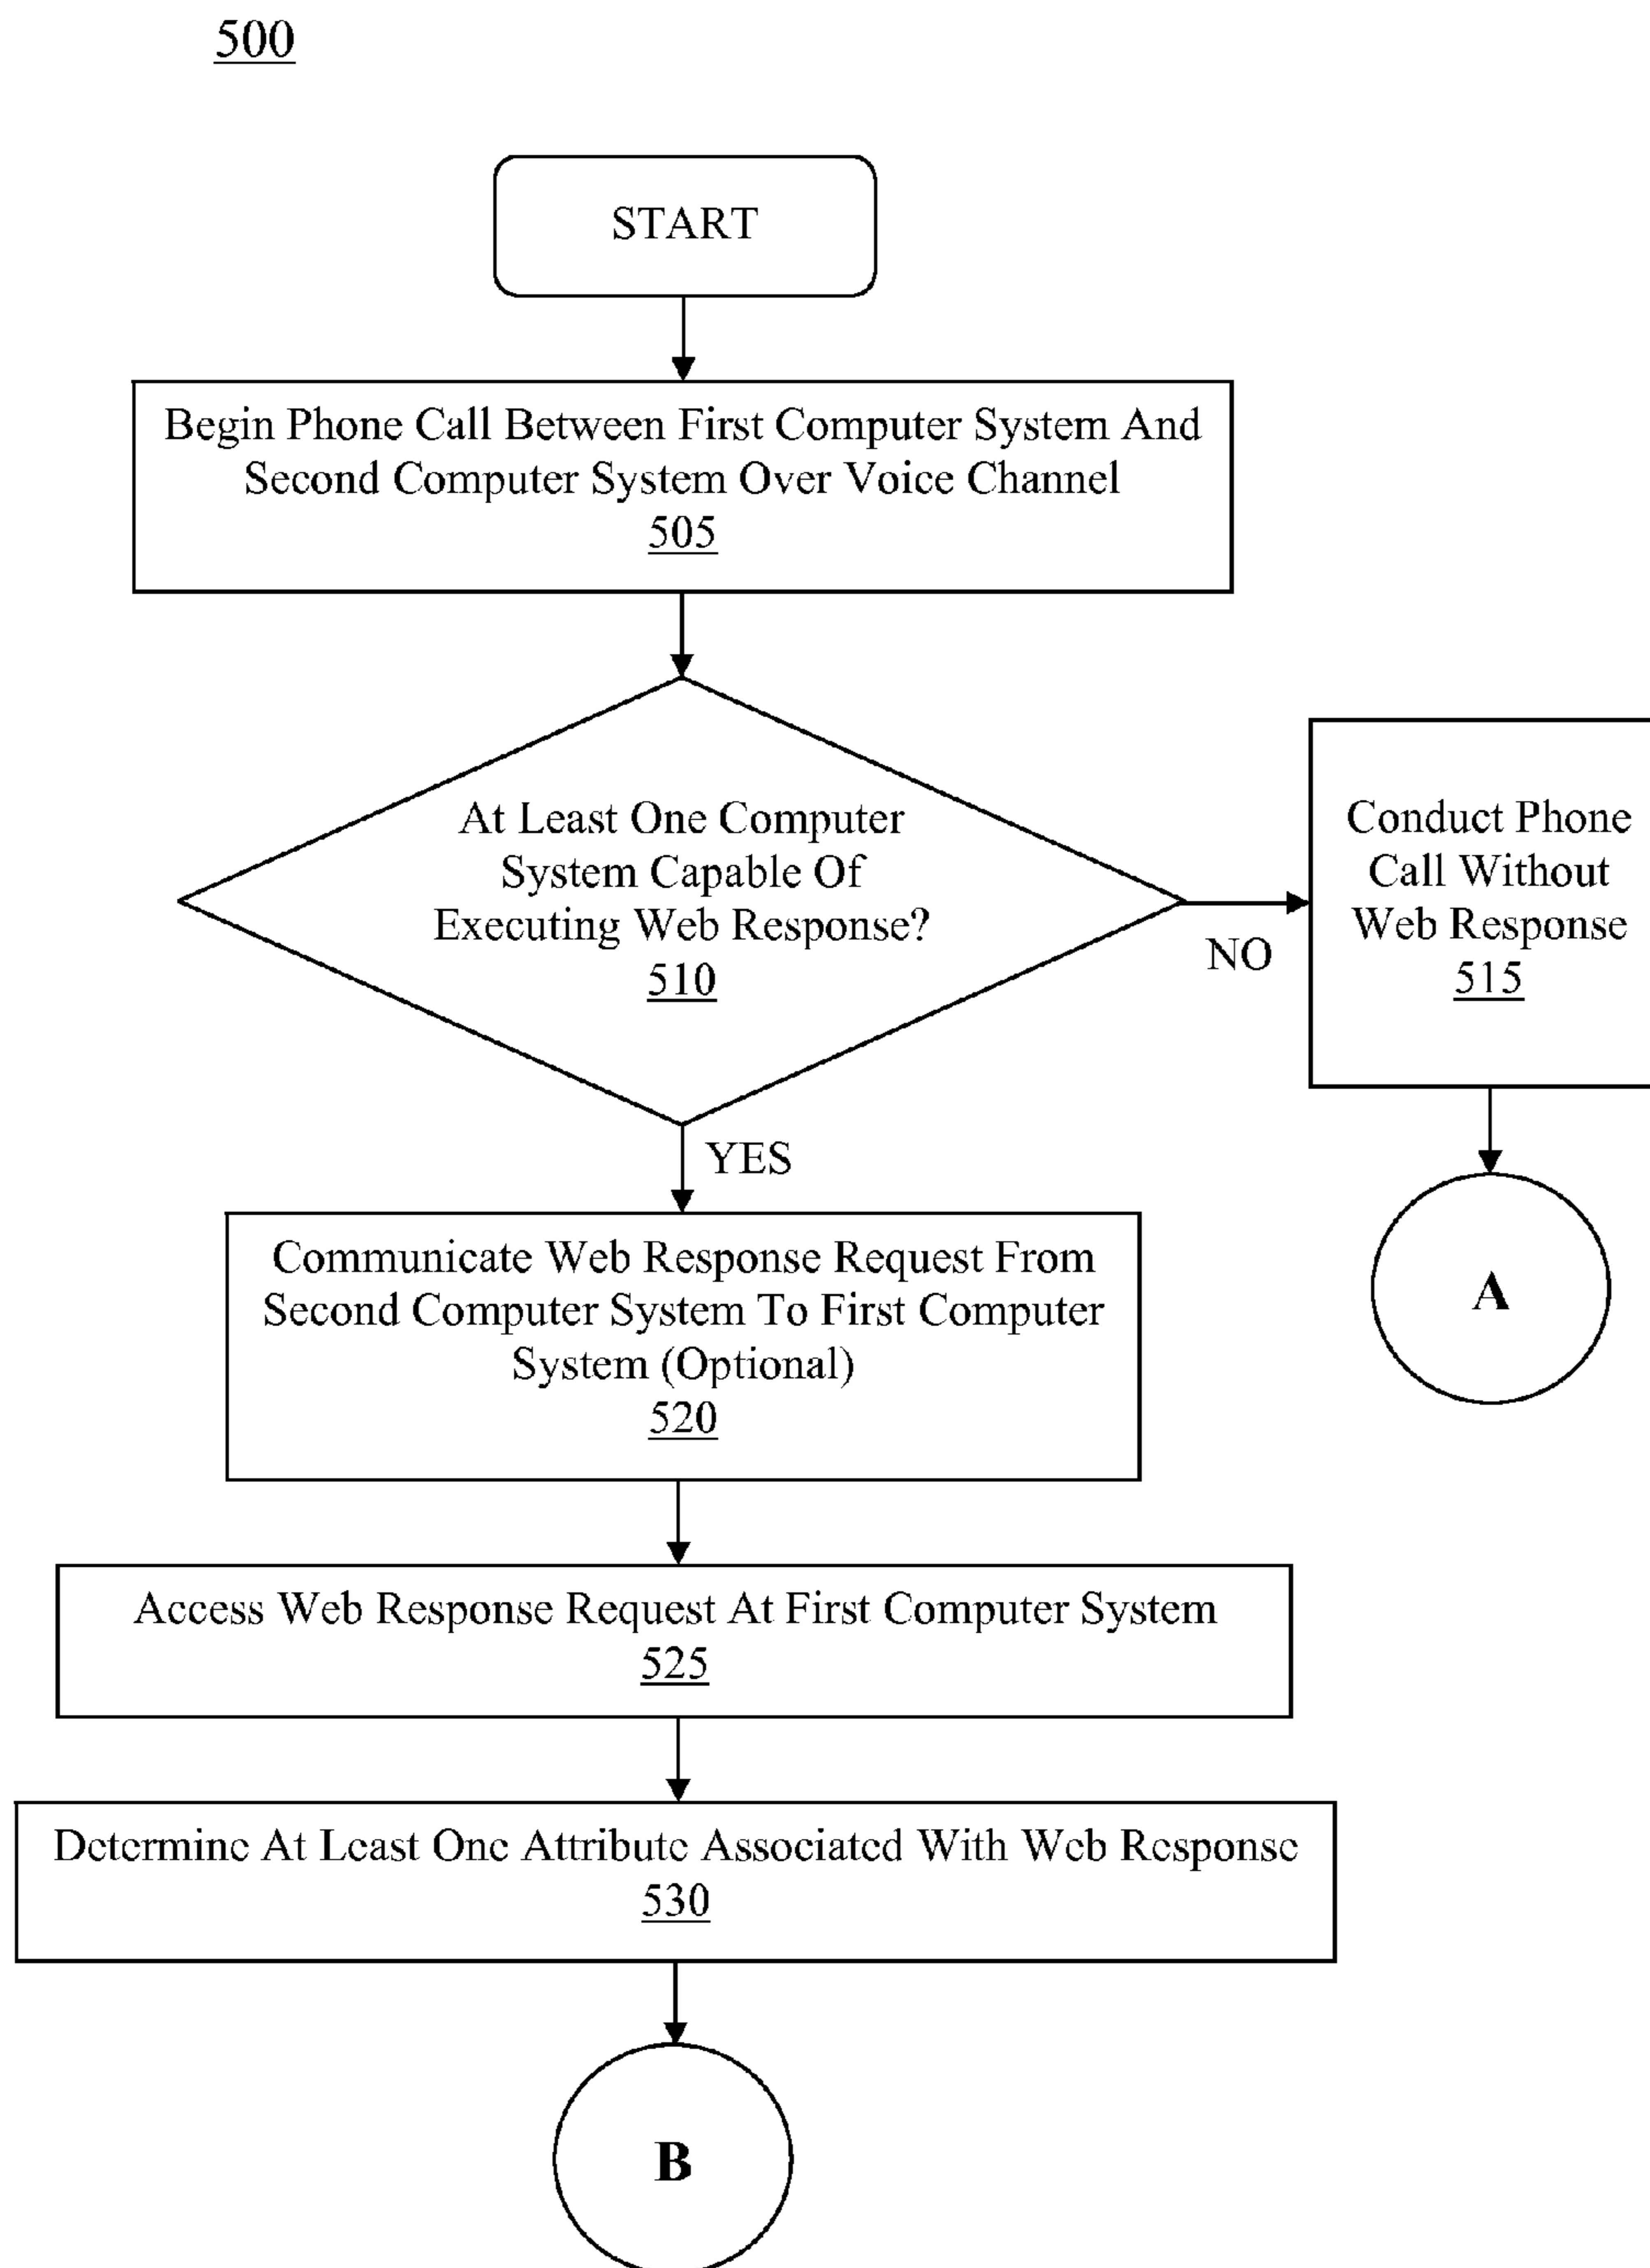 500
START
Begin Phone Call Between First Computer System And
Second Computer System Over Voice Channel
505
At Least One Computer
System Capable Of
Executing Web Response?
510
NO
Conduct Phone
Call Without
Web Response
515
A
YES
Communicate Web Response Request From
Second Computer System To First Computer
System (Optional)
520
Access Web Response Request At First Computer System
525
Determine At Least One Attribute Associated With Web Response
530
B